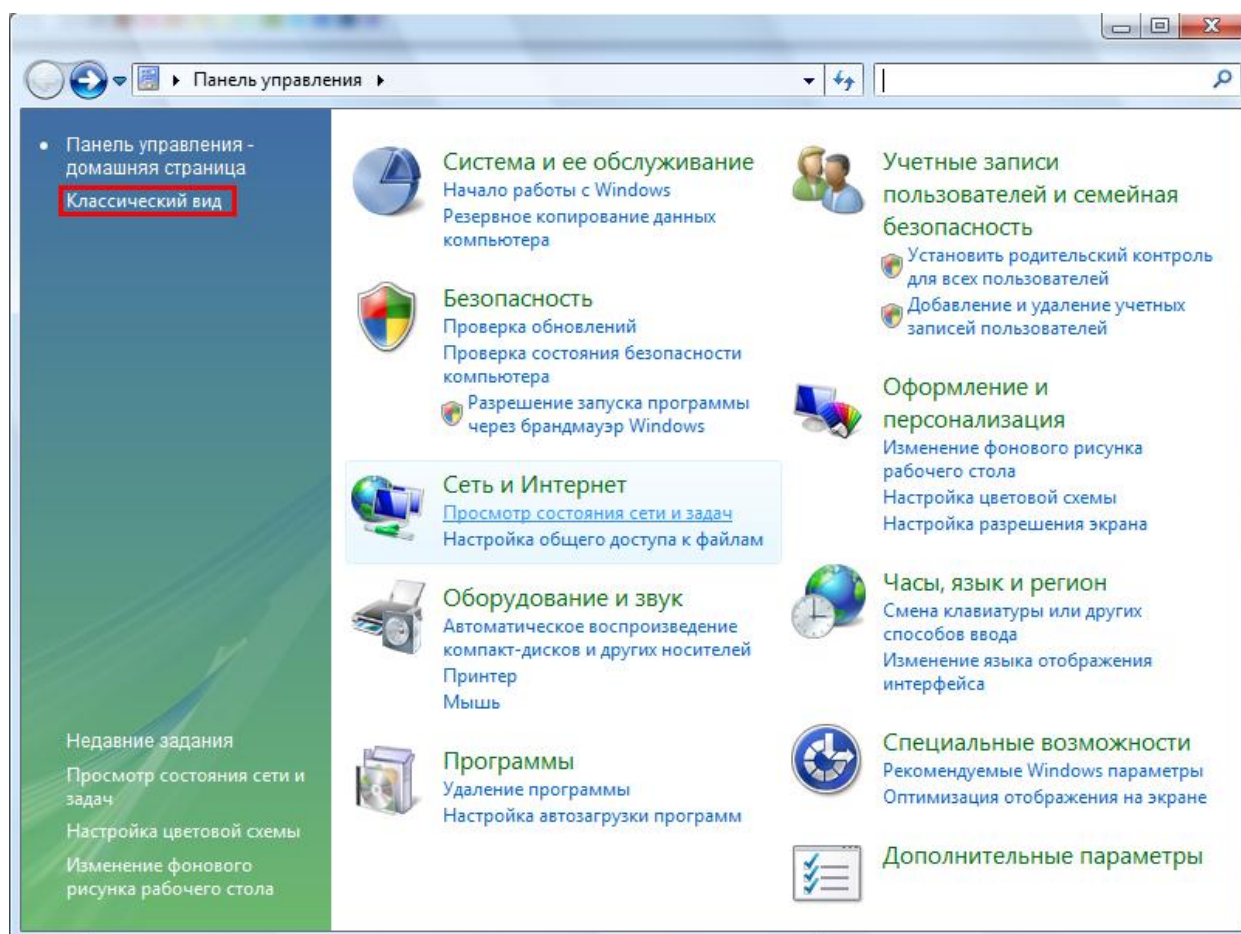 Панель управления
Панель управления -
домашняя страница
Классический вид
Система и ее обслуживание
Начало работы с Windows
Резервное копирование данных
компьютера
Безопасность
Проверка обновлений
Проверка состояния безопасности
компьютера
Разрешение запуска программы
через брандмауэр Windows
Сеть и Интернет
Просмотр состояния сети и задач
Настройка общего доступа к файлам
Оборудование и звук
Автоматическое воспроизведение
компакт-дисков и других носителей
Принтер
Мышь
Программы
Удаление программы
Настройка автозагрузки программ
Учетные записи
пользователей и семейная
безопасность
Установить родительский контроль
для всех пользователей
Добавление и удаление учетных
записей пользователей
Оформление и
персонализация
Изменение фонового рисунка
рабочего стола
Настройка цветовой схемы
Настройка разрешения экрана
Часы, язык и регион
Смена клавиатуры или других
способов ввода
Изменение языка отображения
интерфейса
Специальные возможности
Рекомендуемые Windows параметры
Оптимизация отображения на экране
Дополнительные параметры
Недавние задания
Просмотр состояния сети и
задач
Настройка цветовой схемы
Изменение фонового
рисунка рабочего стола